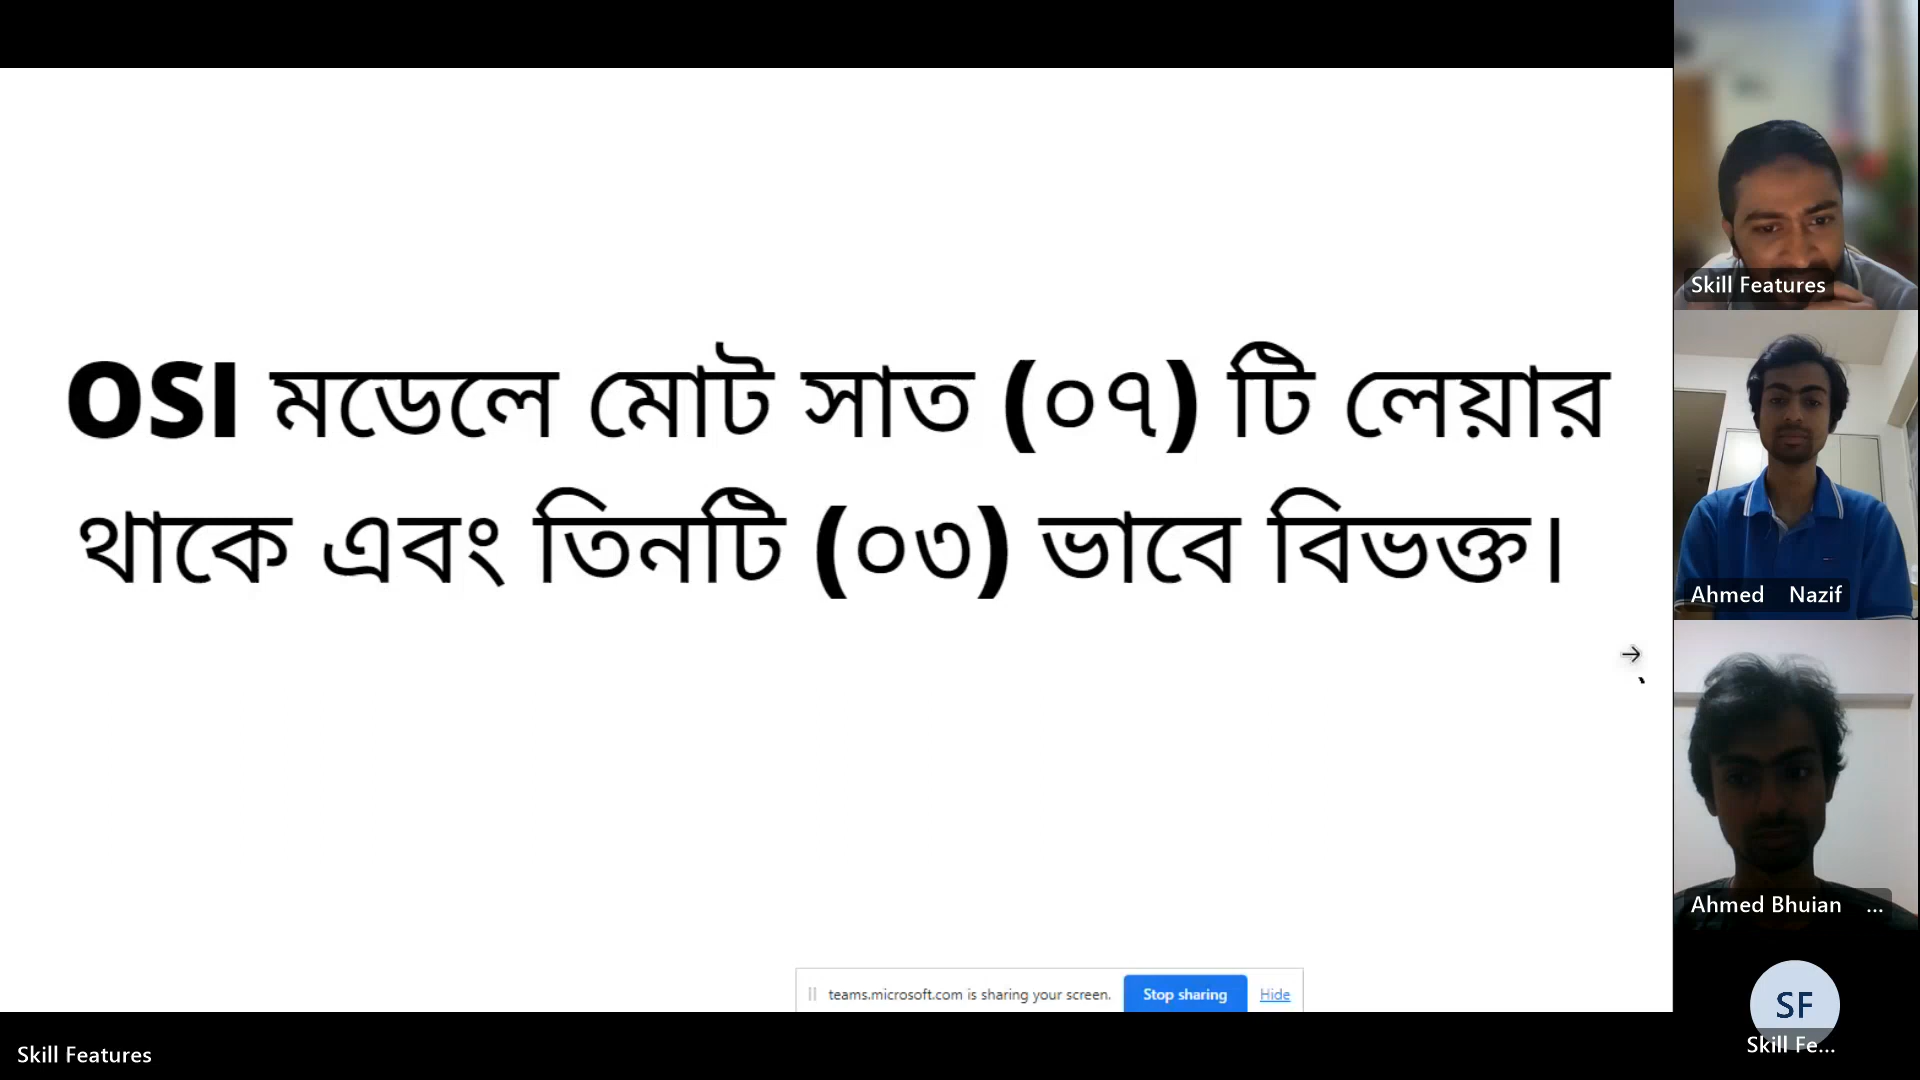 OSI মডেলে মোট সাত (০৭) টি লেয়ার
থাকে এবং তিনটি (০৩) ভাবে বিভক্ত।
Skill Features
Ahmed Nazif
Ahmed Bhuian ...
SF
Skill Fe...
teams.microsoft.com is sharing your screen. Stop sharing Hide
Skill Features